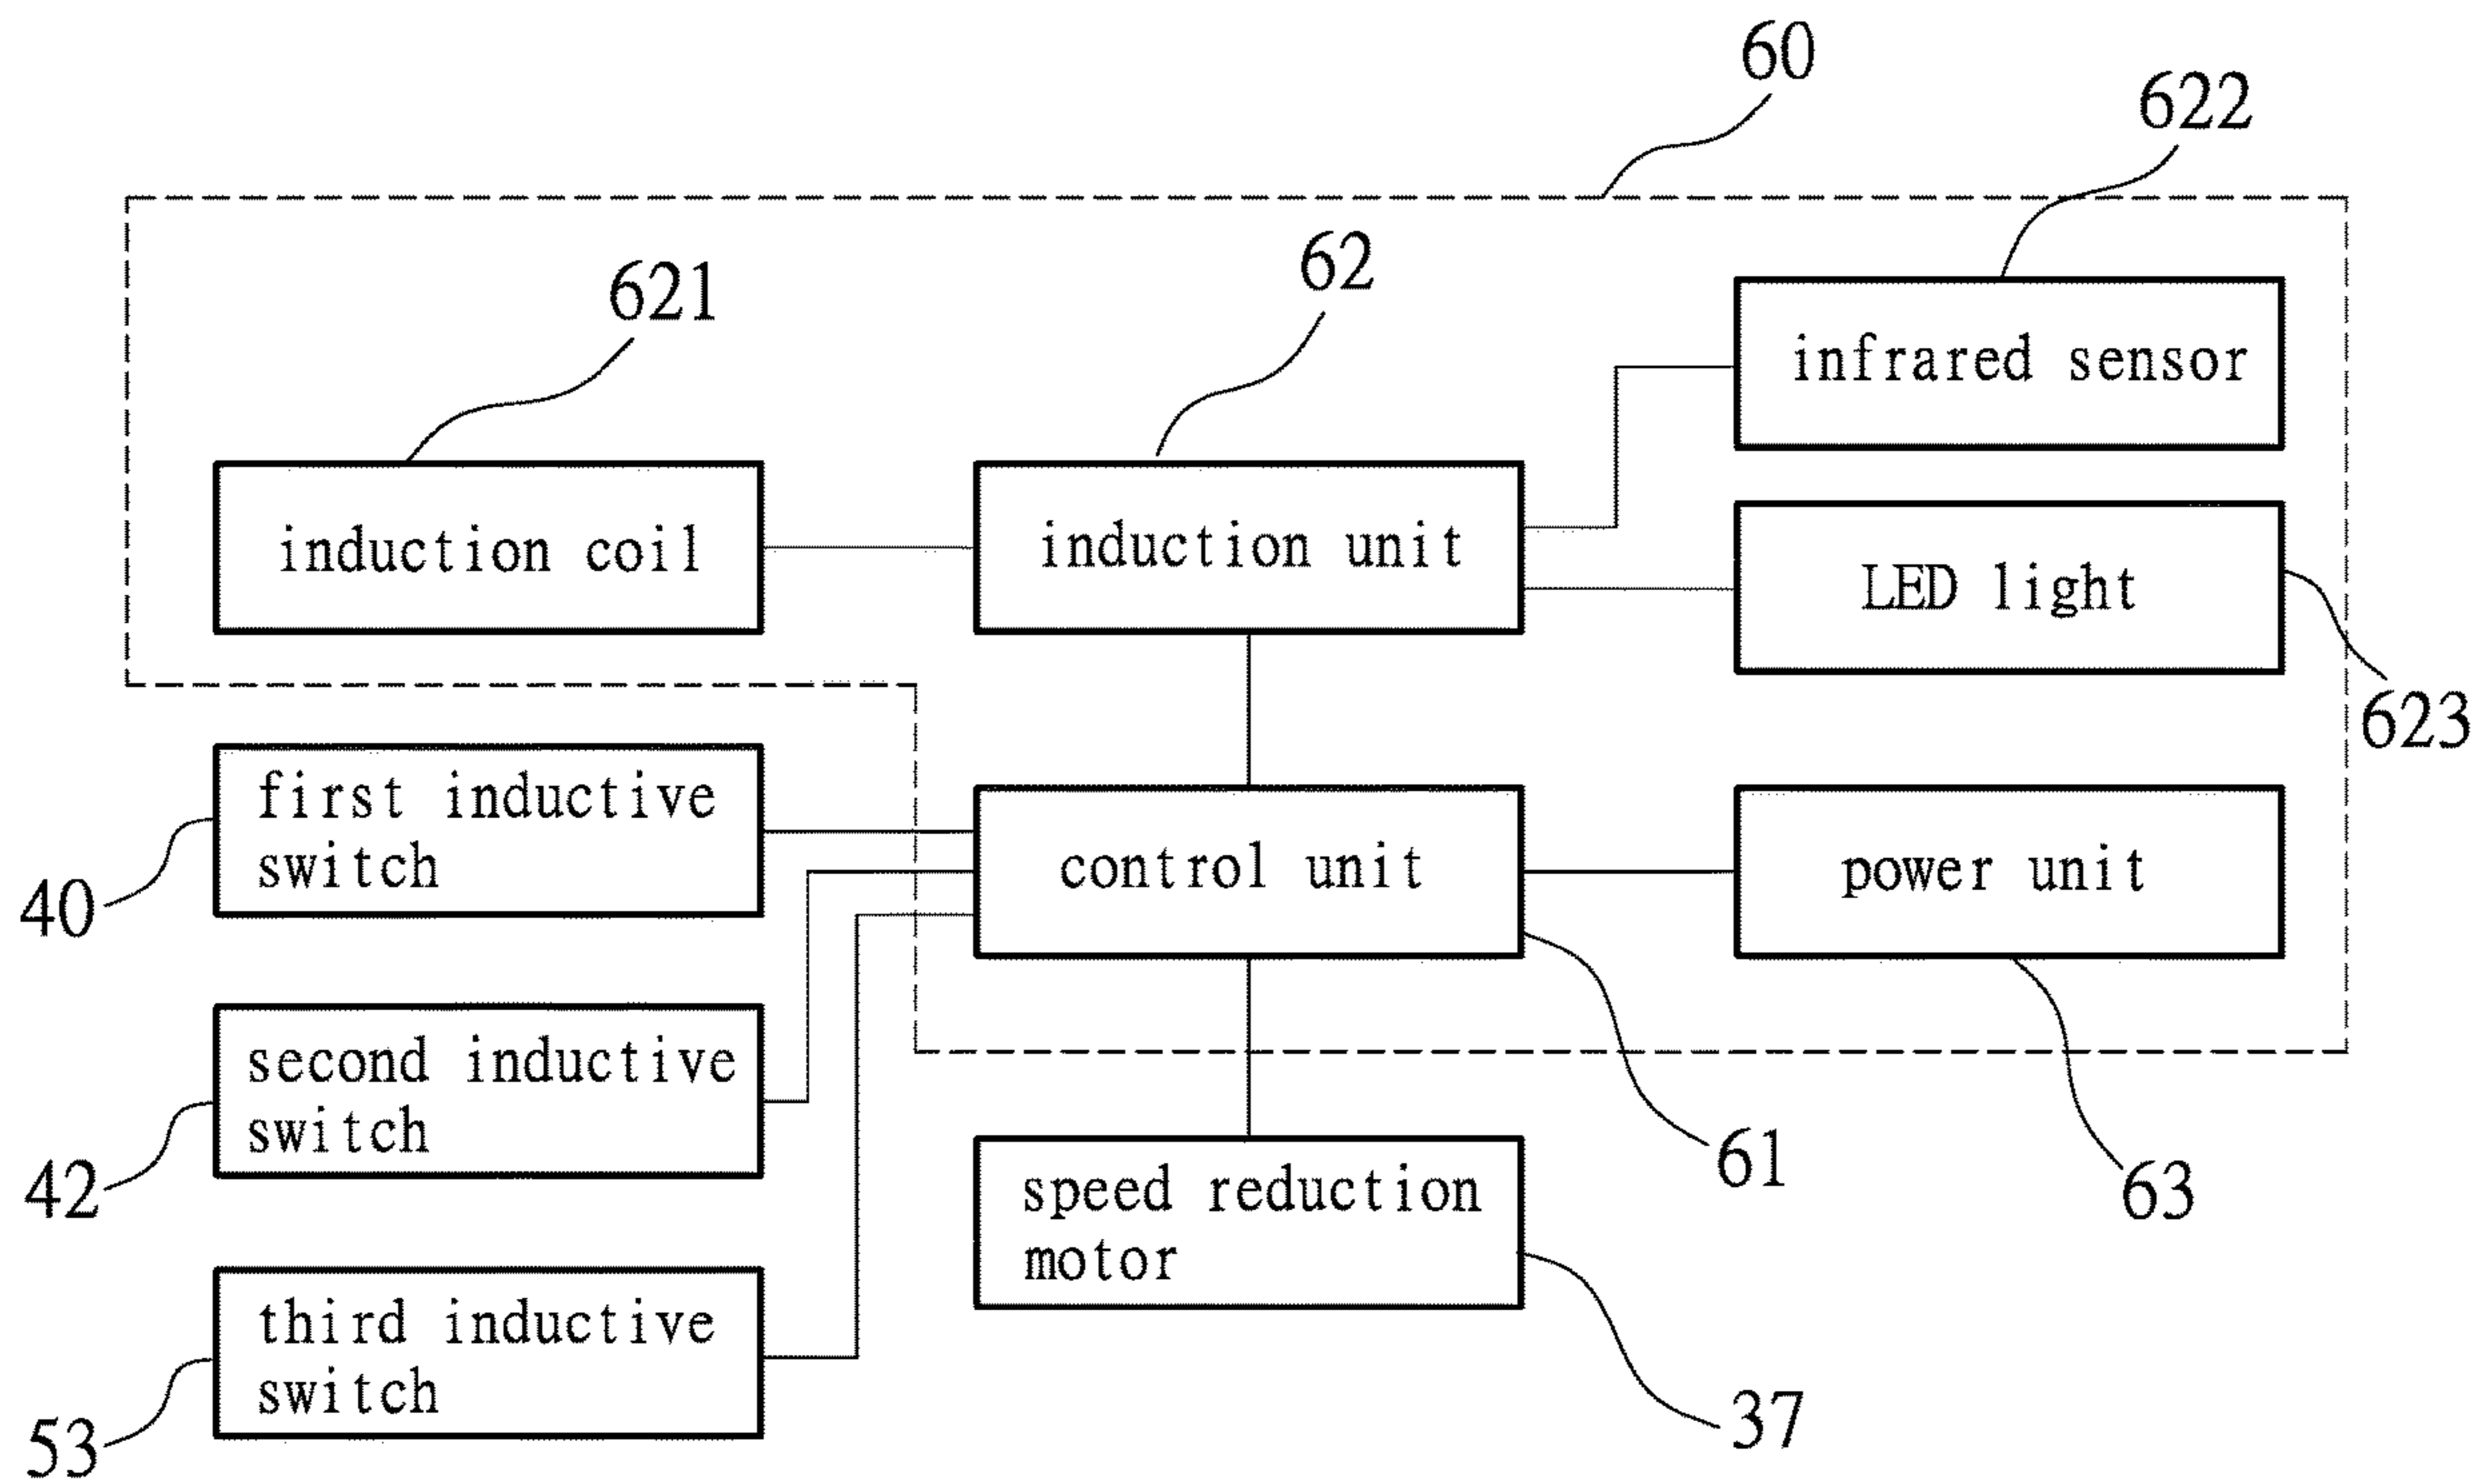 60
622
62
621
infrared sensor
induction coil
induction unit
LED light
623
first inductive
switch
control unit
power unit
40
second inductive
switch
42
61
63
speed reduction
motor
third inductive
switch
37
53